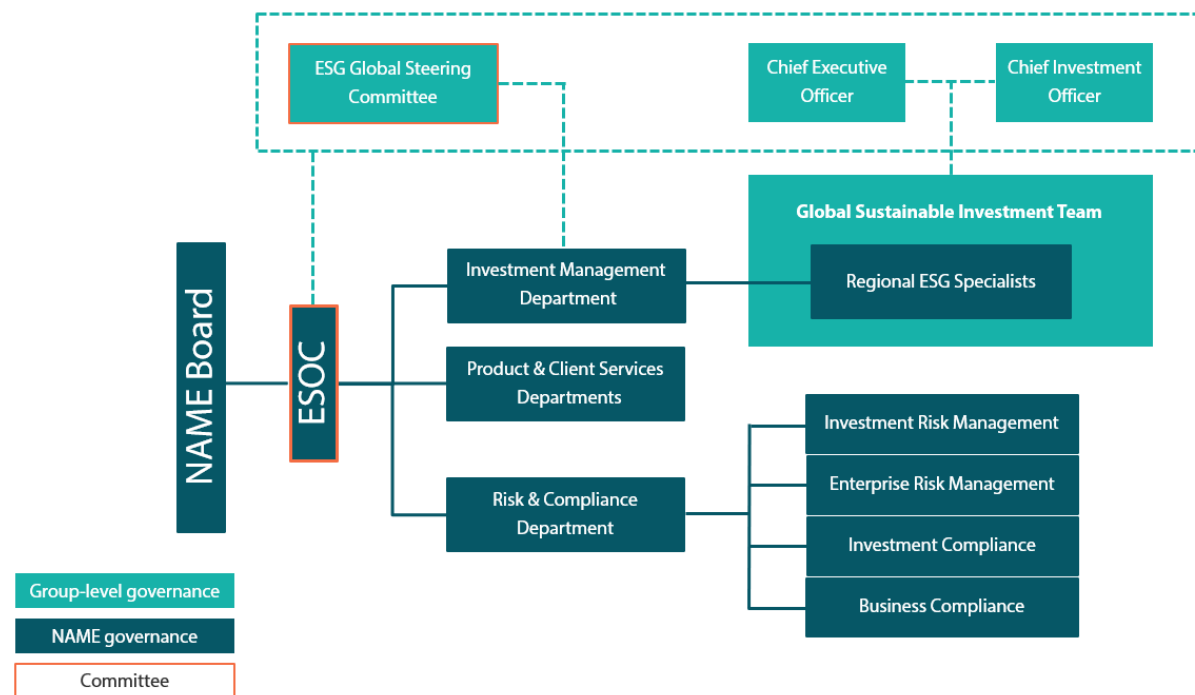 ESG Global Steering
Committee
Chief Executive
Officer
Chief Investment
Officer
Global Sustainable Investment Team
Regional ESG Specialists
NAME Board
ESOC
Investment Management
Department
Product & Client Services
Departments
Risk & Compliance
Department
Investment Risk Management
Enterprise Risk Management
Investment Compliance
Business Compliance
Group-level governance
NAME governance
Committee